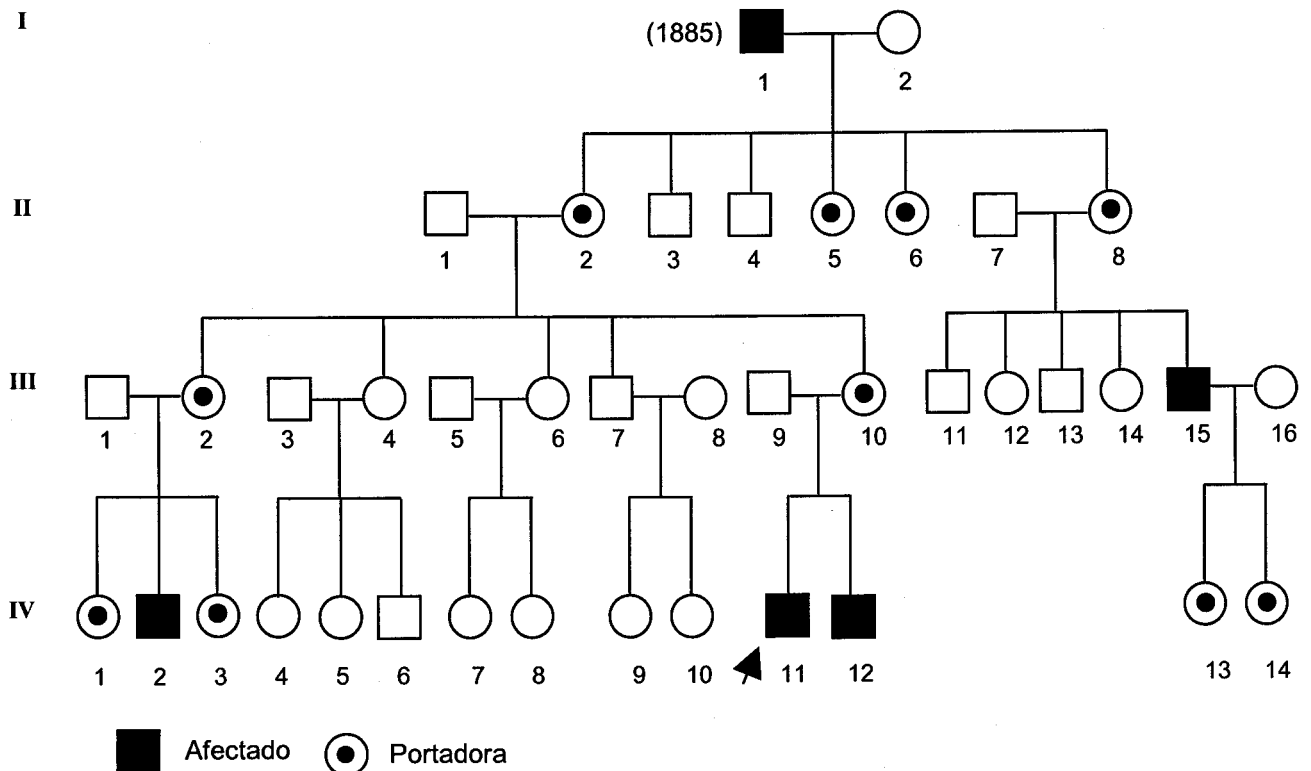 I
(1885)
1 2
II
1 2 3 4 5 6 7 8
III
1 2 3 4 5 6 7 8 9 10 11 12 13 14 15 16
IV
1 2 3 4 5 6 7 8 9 10 11 12 13 14
Afectado Portadora